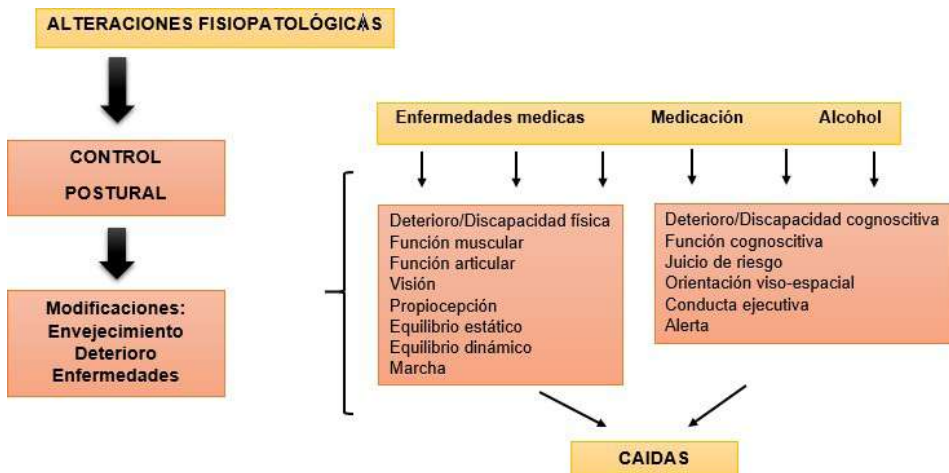 ALTERACIONES FISIOPATOLÓGICAS
CONTROL
POSTURAL
Modificaciones:
Envejecimiento
Deterioro
Enfermedades
Enfermedades medicas Medicación Alcohol
Deterioro/Discapacidad física
Función muscular
Función articular
Visión
Propiocepción
Equilibrio estático
Equilibrio dinámico
Marcha
Deterioro/Discapacidad cognoscitiva
Función cognoscitiva
Juicio de riesgo
Orientación viso-espacial
Conducta ejecutiva
Alerta
CAIDAS